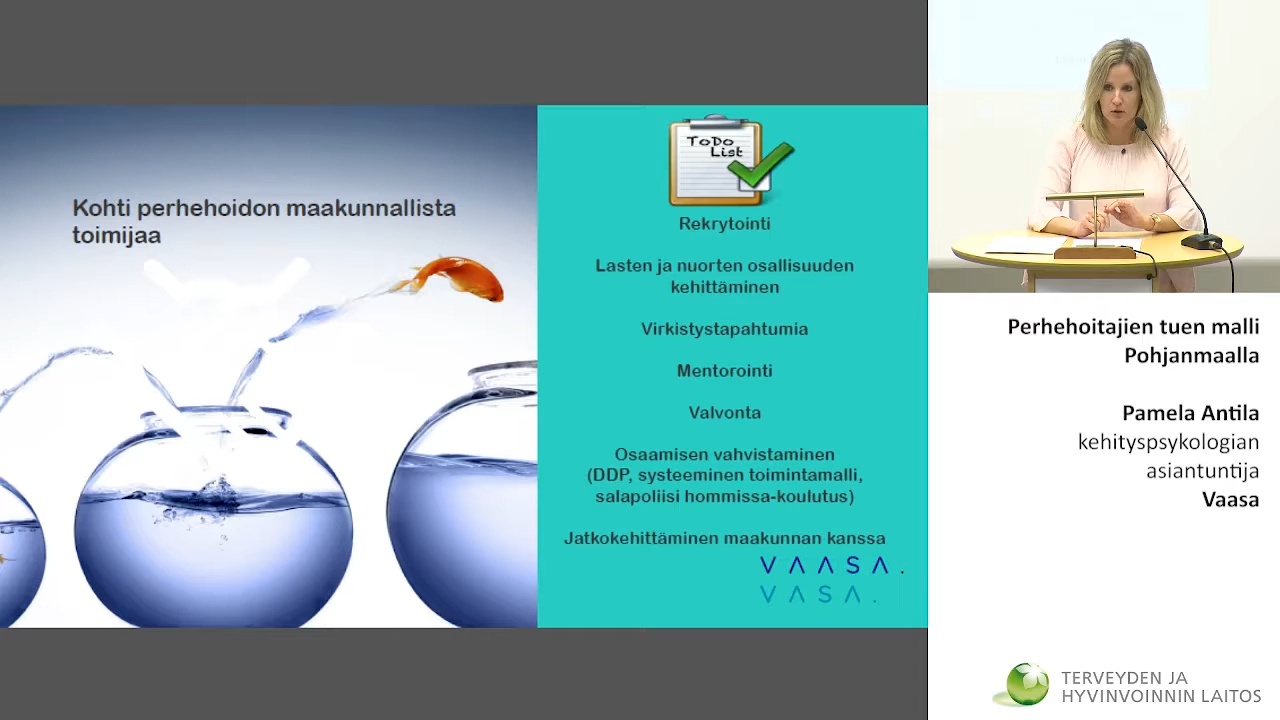 Kohti perhehoidon maakunnallista
toimijaa
ToDo
List
Rekrytointi
Lasten ja nuorten osallisuuden
kehittäminen
Virkistystapahtumia
Mentorointi
Valvonta
Osaamisen vahvistaminen
(DDP, systeeminen toimintamalli,
salapoliisi hommissa-koulutus)
Jatkokehittäminen maakunnan kanssa
VAASA.
VASA.
Perhehoitajien tuen malli
Pohjanmaalla
Pamela Antila
kehityspsykologian
asiantuntija
Vaasa
TERVEYDEN JA
HYVINVOINNIN LAITOS